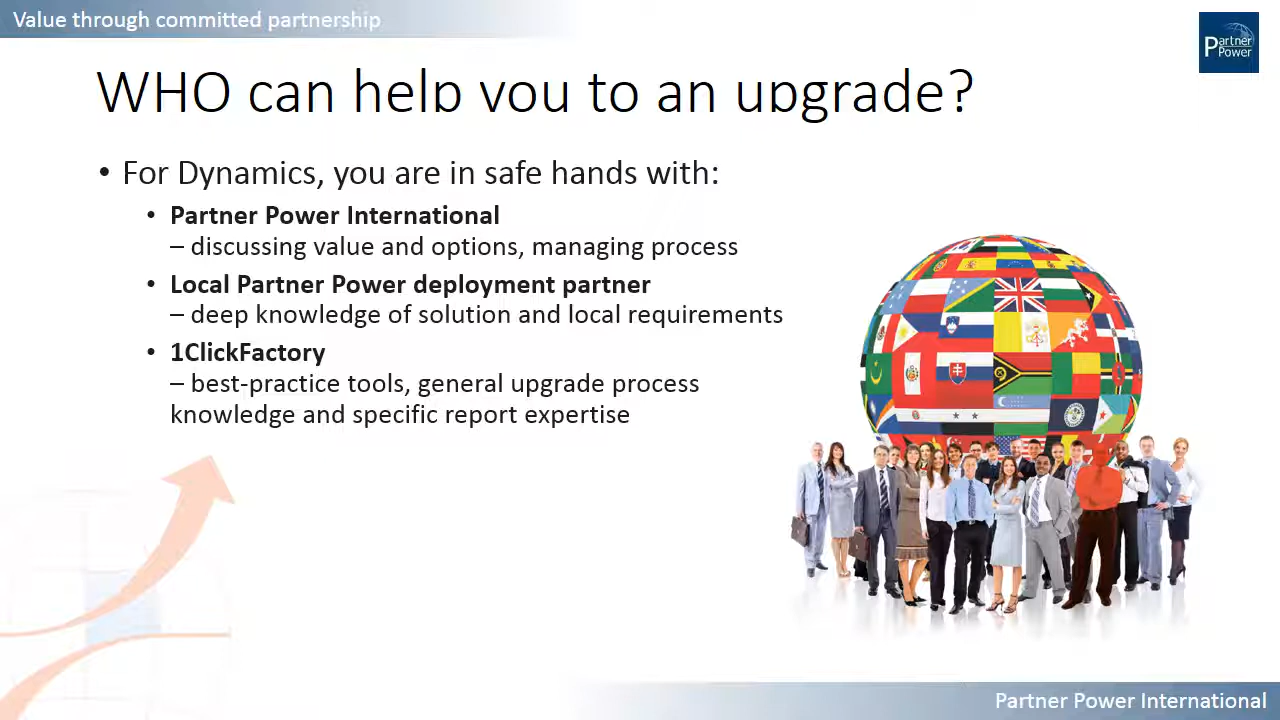 Value through committed partnership
Partner
Power
WHO can help you to an upgrade?
• For Dynamics, you are in safe hands with:
• Partner Power International
– discussing value and options, managing process
• Local Partner Power deployment partner
– deep knowledge of solution and local requirements
• 1ClickFactory
– best-practice tools, general upgrade process
knowledge and specific report expertise
Partner Power International